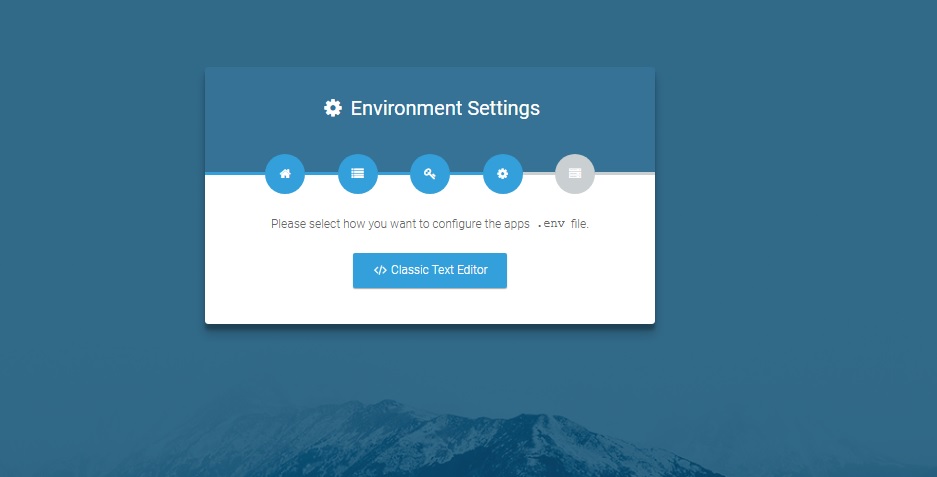 Environment Settings
Please select how you want to configure the apps .env file.
</> Classic Text Editor